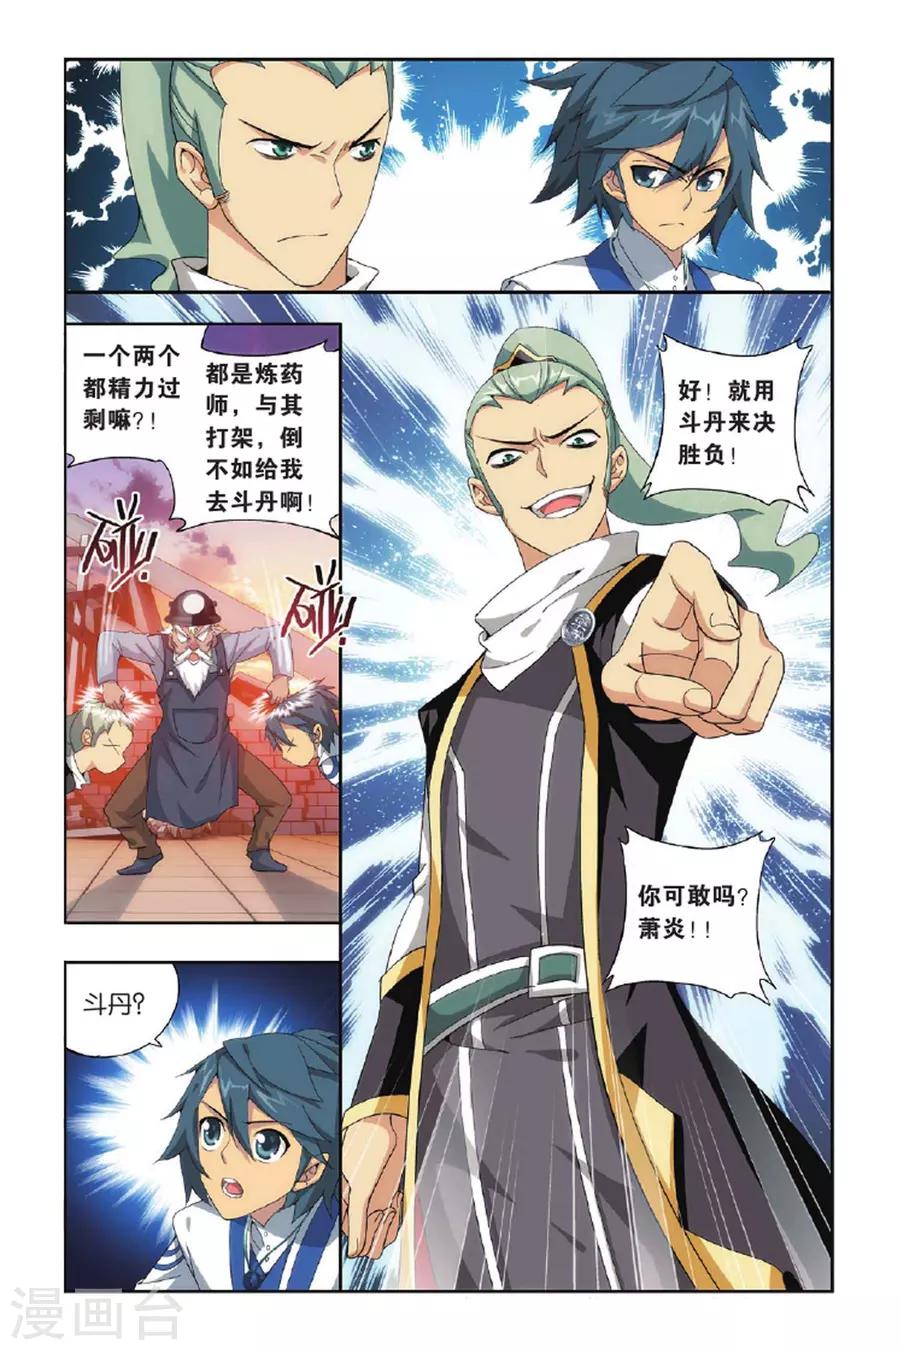 一个两个
都精力过
剩嘛?!
都是炼药
师，与其
打架，倒
不如给我
去斗丹啊!
碰!
碰!
好！就用
斗丹来决
胜负!
你可敢吗?
萧炎!!
斗丹?
漫画台